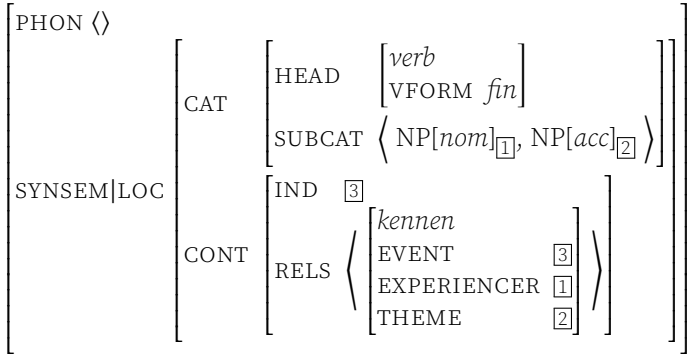 PHON ⟨⟩
SYNSEM|LOC
CAT
HEAD
verb
VFORM fin
SUBCAT ⟨ NP[nom]1, NP[acc]2 ⟩
CONT
IND 3
RELS ⟨
kennen
EVENT 3
EXPERIENCER 1
THEME 2
⟩